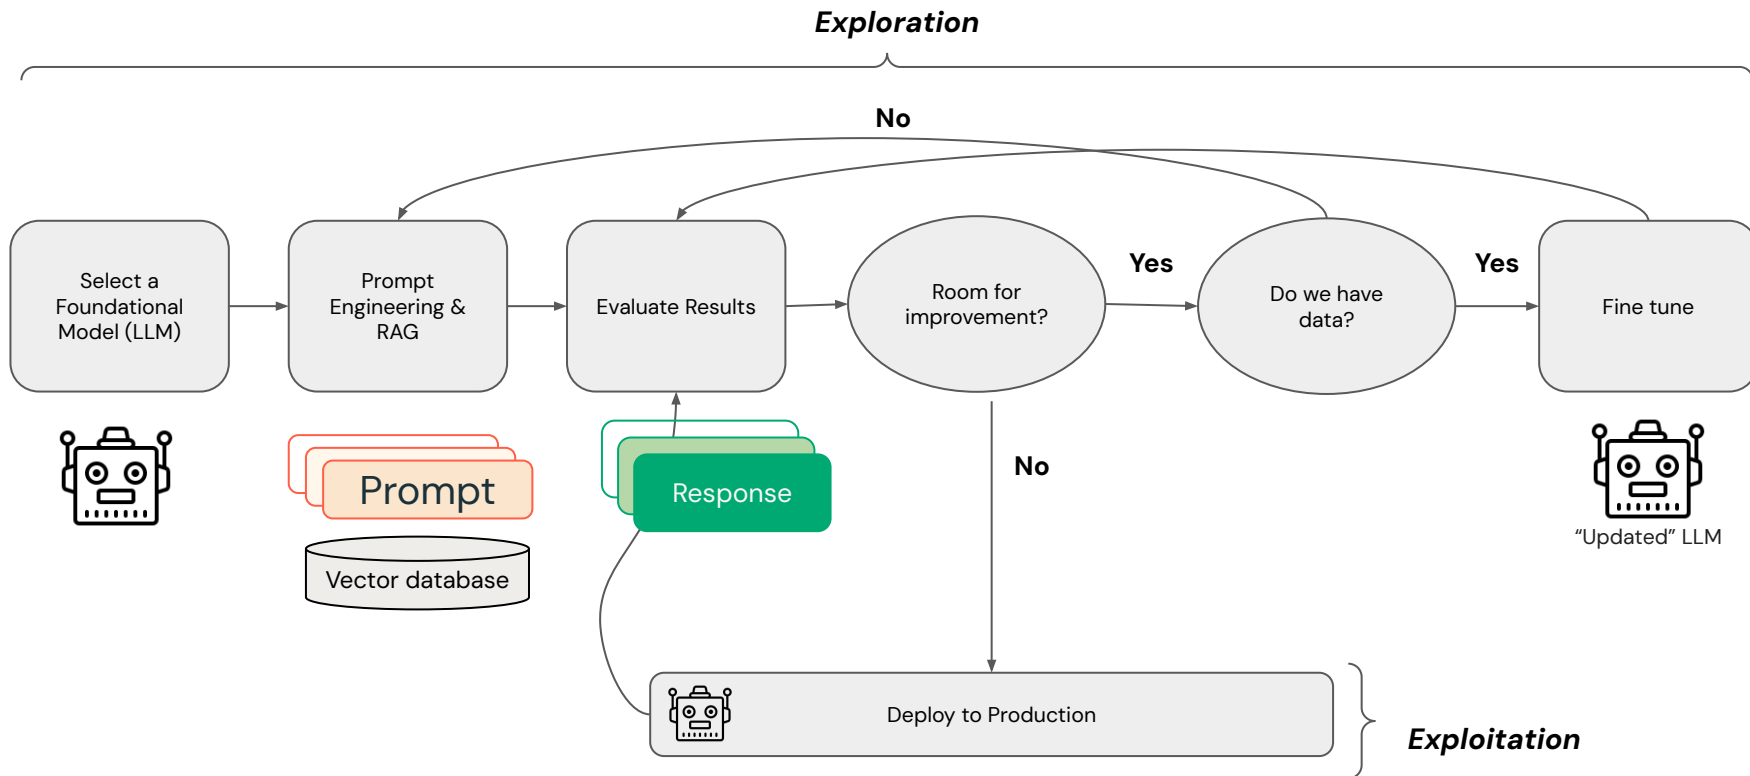 Exploration
No
Select a
Foundational
Model (LLM)
Prompt
Engineering &
RAG
Evaluate Results
Room for
improvement?
Yes
Do we have
data?
Yes
Fine tune
Prompt
Vector database
Response
No
“Updated” LLM
Deploy to Production
Exploitation